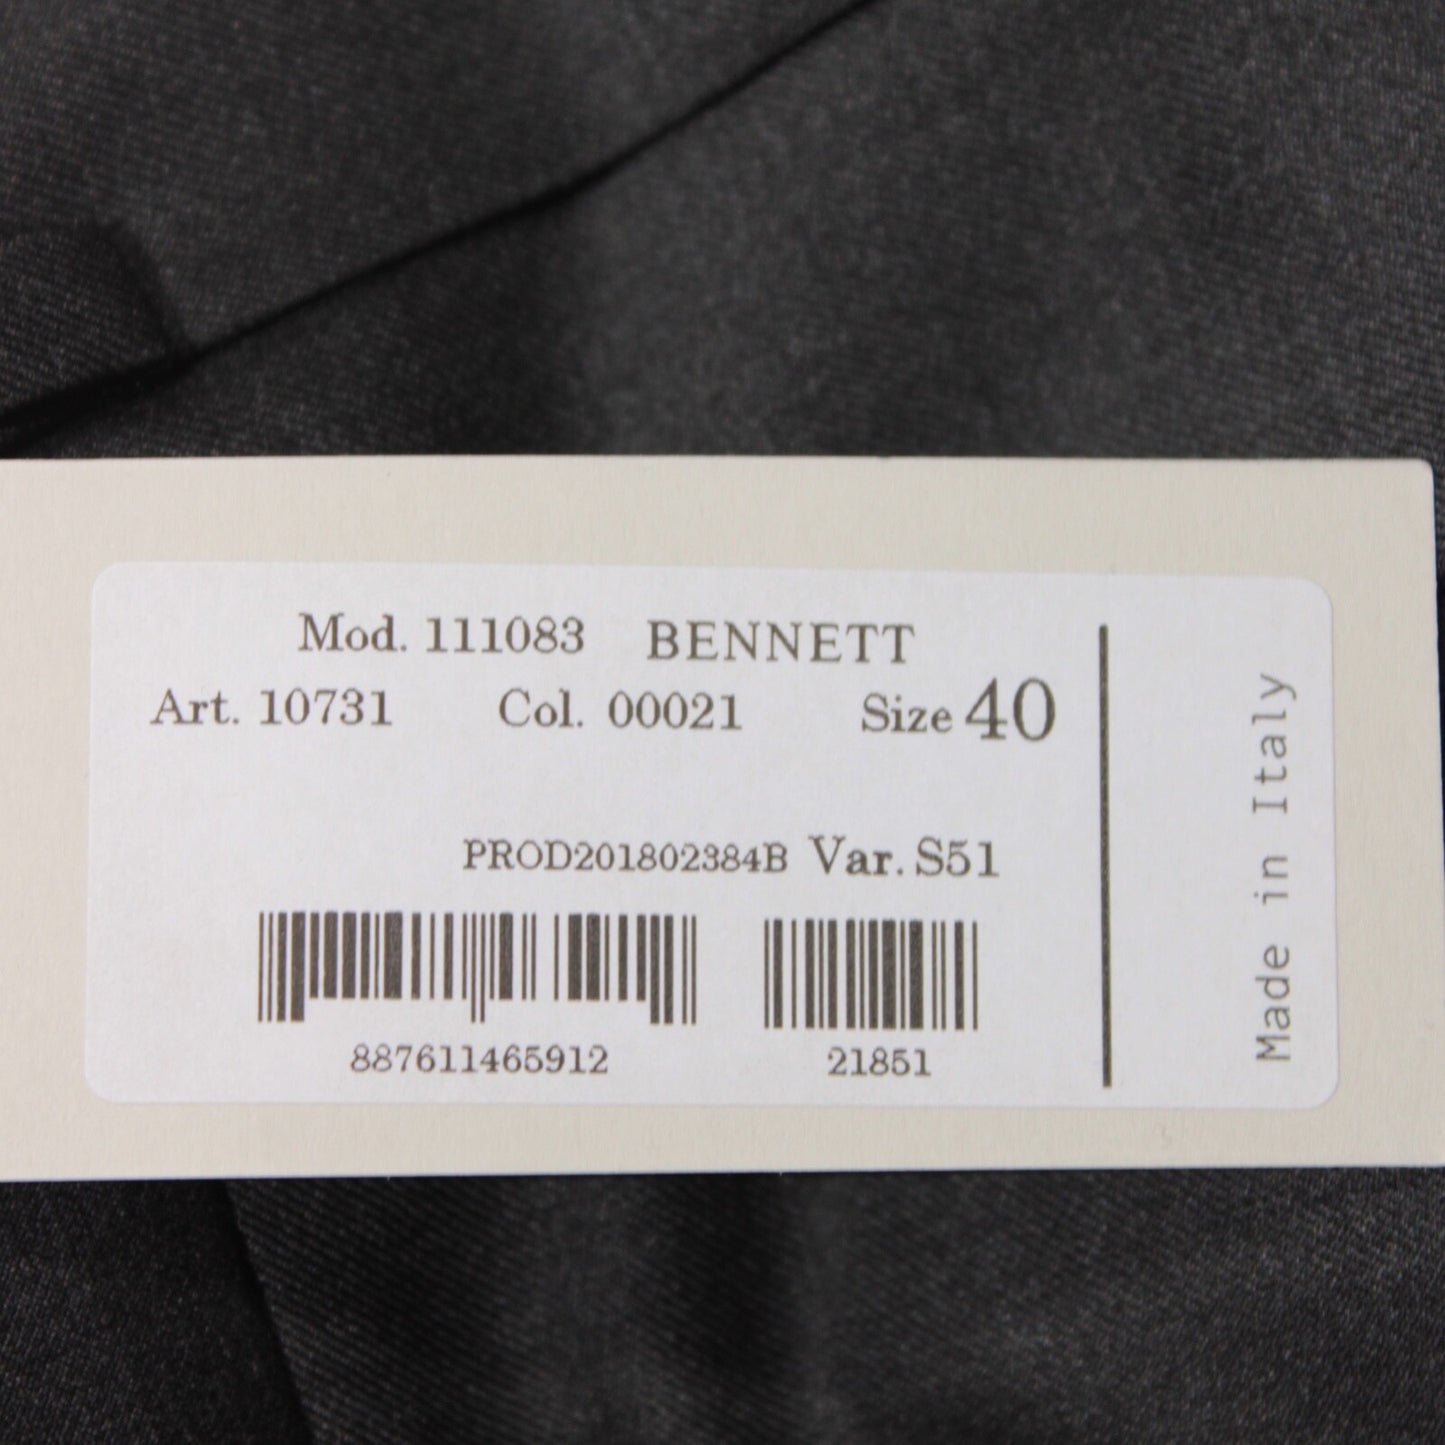 Mod. 111083 BENNETT
Art. 10731 Col. 00021 Size 40
PROD201802384B Var. S51
887611465912 21851
Made in Italy